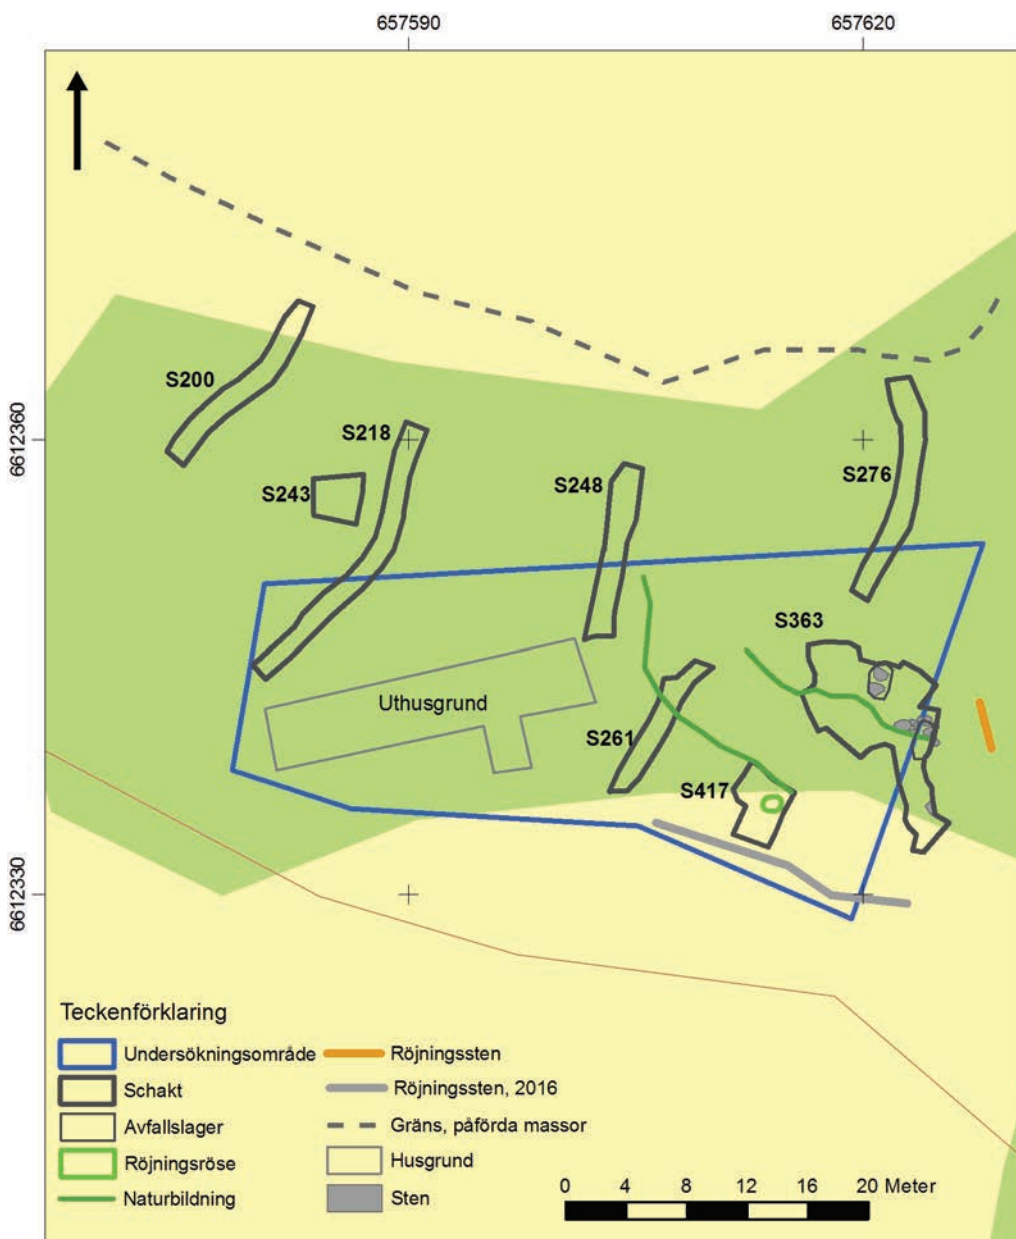 657590 657620
S200
6612360
S218
S243
S248
S276
S363
Uthusgrund
S261
S417
6612330
Teckenförklaring
Undersökningsområde
Schakt
Avfallslager
Röjningsröse
Naturbildning
Röjningssten
Röjningssten, 2016
Gräns, påförda massor
Husgrund
Sten
0 4 8 12 16 20 Meter